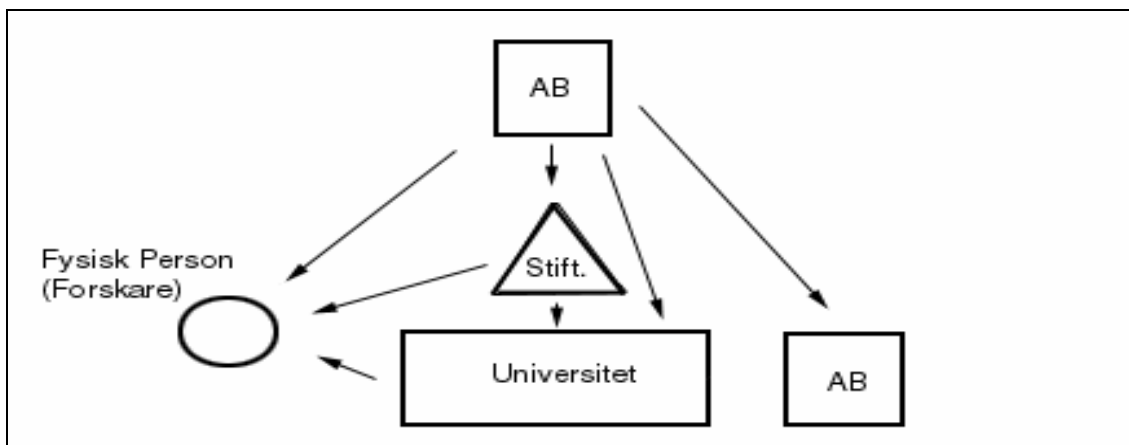 AB
Fysisk Person
(Forskare)
Stift.
Universitet
AB